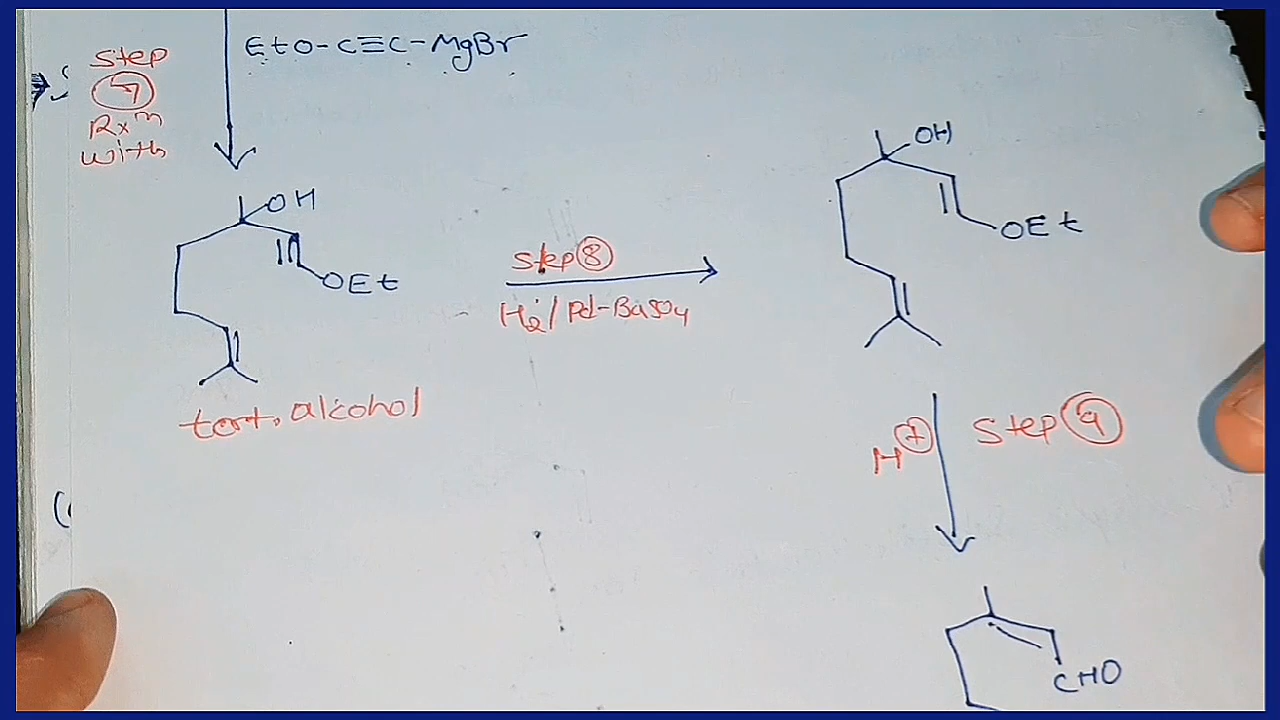 Step
7
Rxn
with
EtO-C≡C-MgBr
OH
OEt
tert. alcohol
Step 8
H2/Pd-BaSO4
OH
OEt
H+
Step 9
CHO